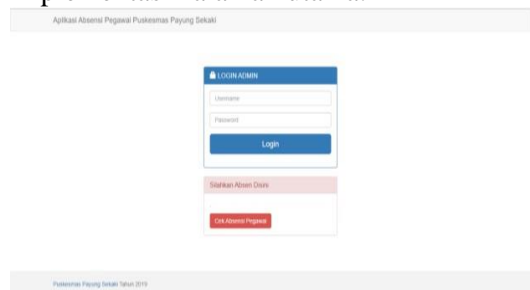 Aplikasi Absensi Pegawai Puskesmas Payung Sekaki
LOGIN ADMIN
Username
Password
Login
Silahkan Absen Disini
Cek Absensi Pegawai
Puskesmas Payung Sekaki Tahun 2019